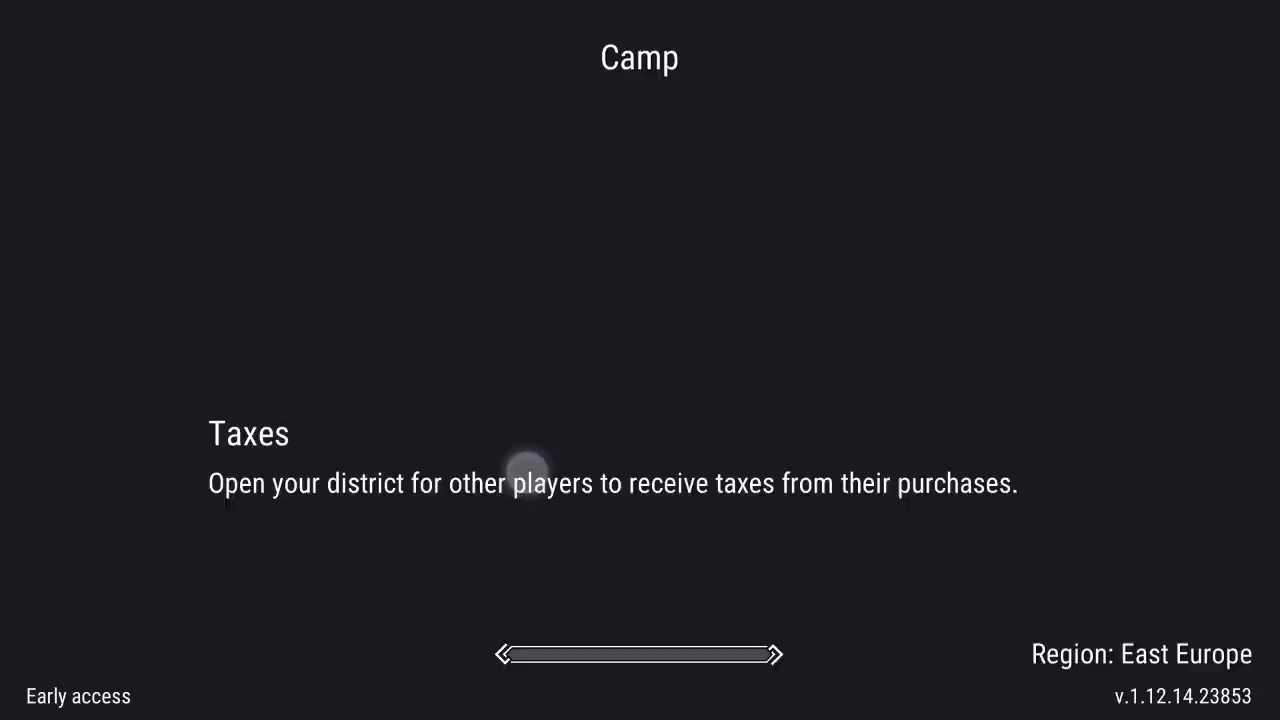 Camp
Taxes
Open your district for other players to receive taxes from their purchases.
Region: East Europe
Early access
v.1.12.14.23853